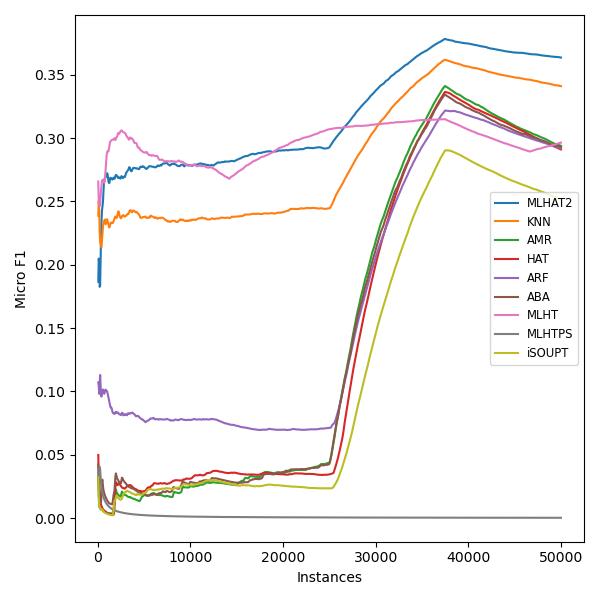 Micro F1
0.35
0.30
0.25
0.20
0.15
0.10
0.05
0.00
0 10000 20000 30000 40000 50000
Instances
MLHAT2
KNN
AMR
HAT
ARF
ABA
MLHT
MLHTPS
iSOUPT